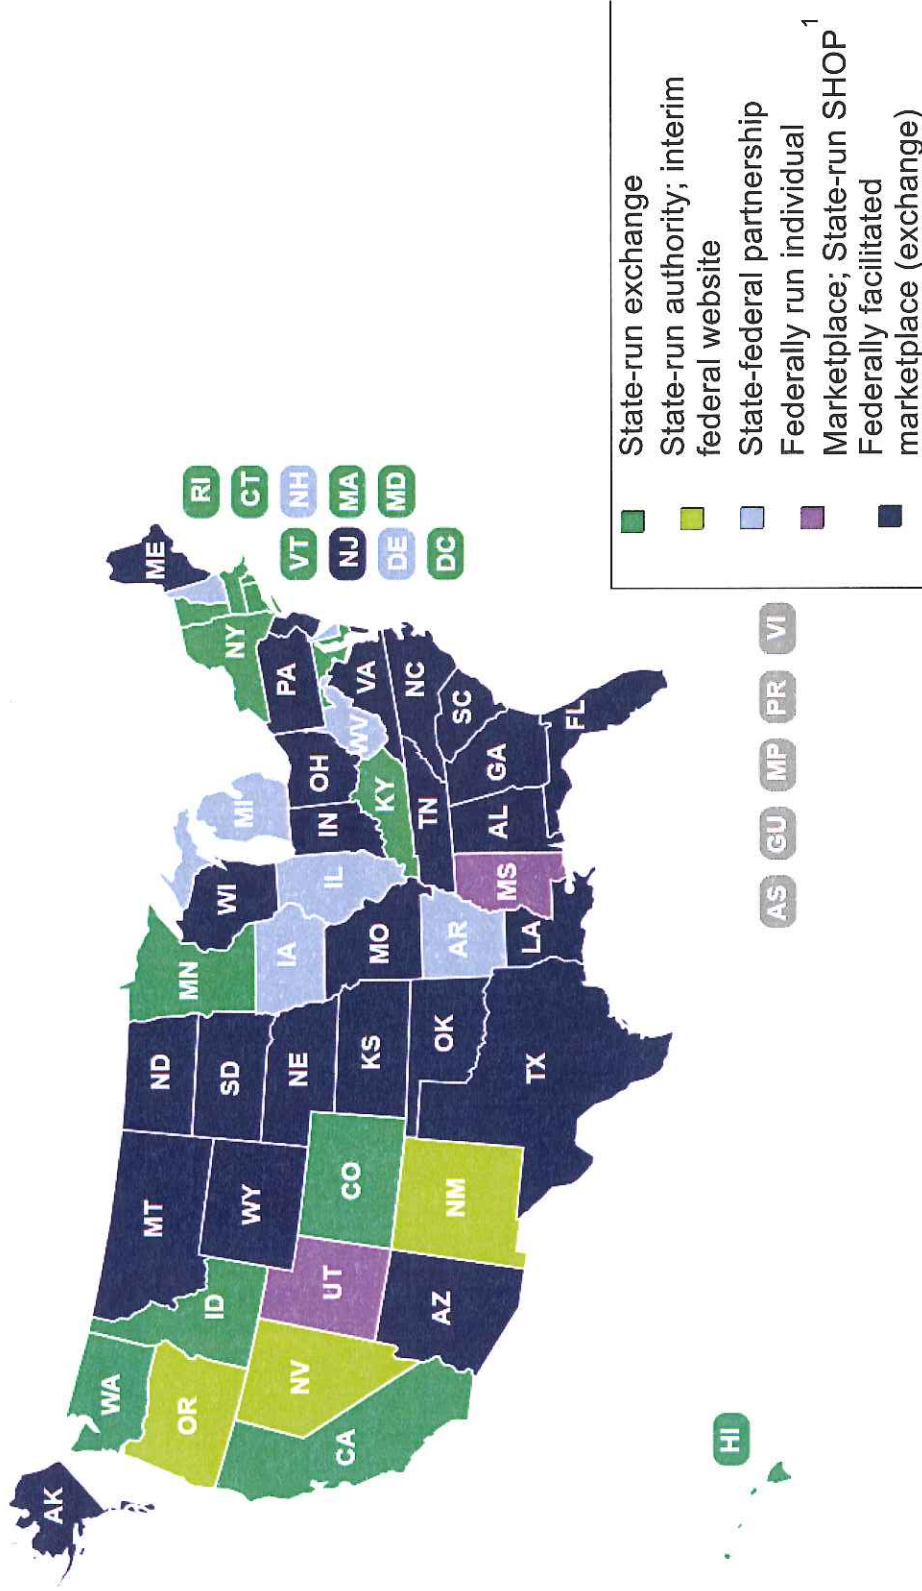 AK
WA
OR
CA
NV
ID
MT
WY
UT
CO
AZ
NM
ND
SD
NE
KS
OK
TX
MN
IA
MO
AR
LA
WI
IL
MS
MI
IN
OH
KY
TN
AL
GA
FL
SC
NC
VA
WV
PA
NY
ME
VT
NJ
DE
DC
RI
CT
NH
MA
MD
HI
AS
GU
MP
PR
VI
State-run exchange
State-run authority; interim
federal website
State-federal partnership
Federally run individual
Marketplace; State-run SHOP¹
Federally facilitated
marketplace (exchange)